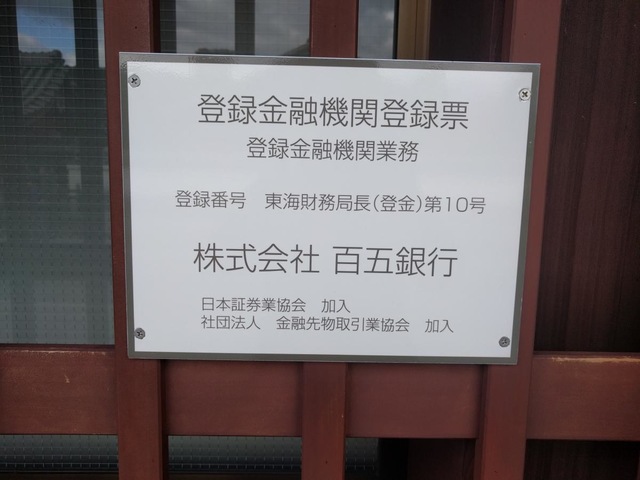 登録金融機関登録票
登録金融機関業務
登録番号　東海財務局長(登金)第10号
株式会社 百五銀行
日本証券業協会　加入
社団法人　金融先物取引業協会　加入